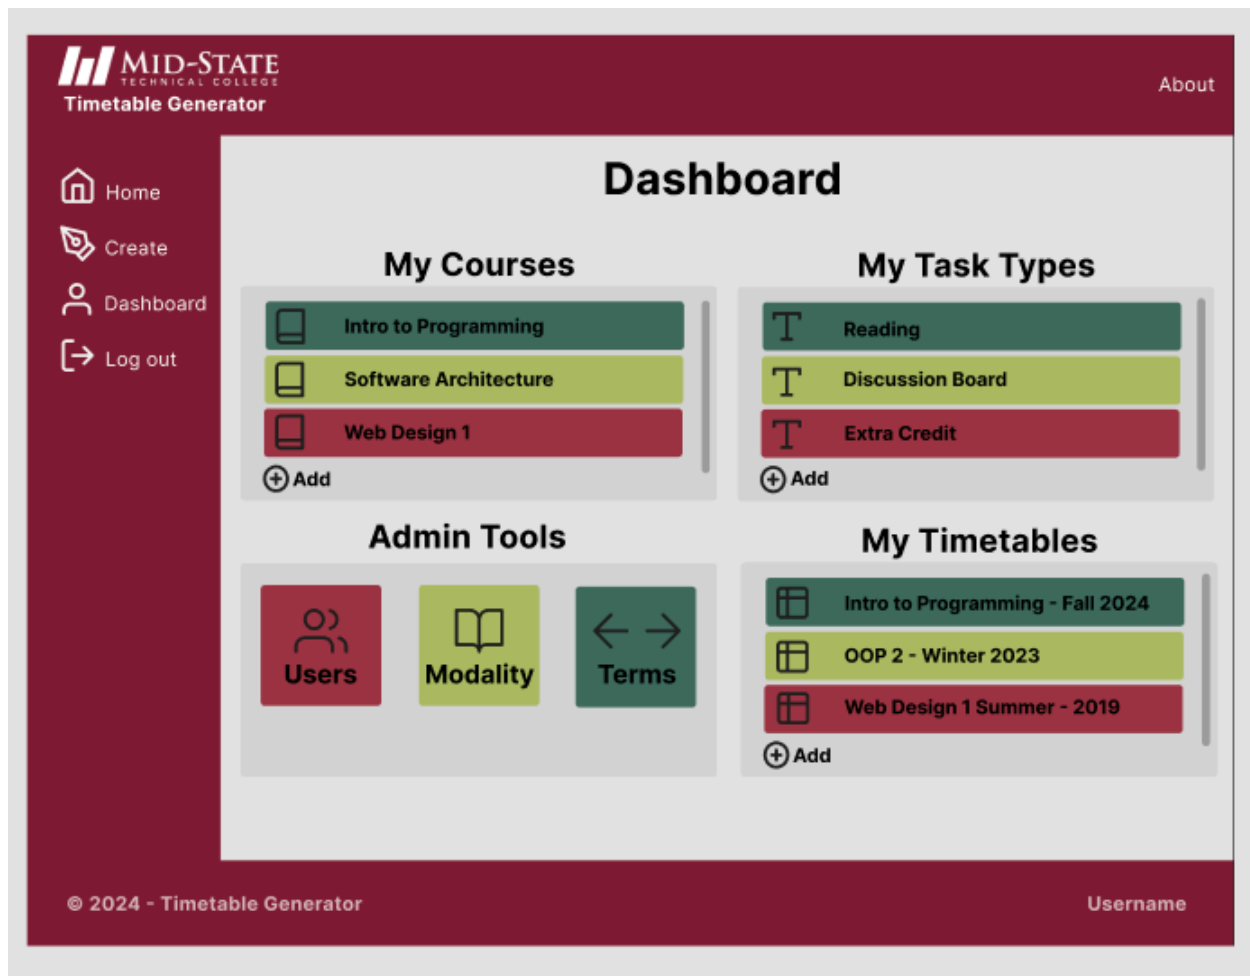 MID-STATE
TECHNICAL COLLEGE
Timetable Generator
About
Home
Create
Dashboard
Log out
Dashboard
My Courses
Intro to Programming
Software Architecture
Web Design 1
Add
My Task Types
Reading
Discussion Board
Extra Credit
Add
Admin Tools
Users
Modality
Terms
My Timetables
Intro to Programming - Fall 2024
OOP 2 - Winter 2023
Web Design 1 Summer - 2019
Add
© 2024 - Timetable Generator
Username